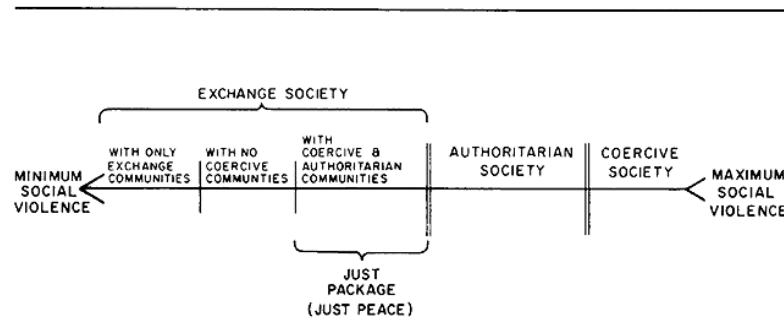 EXCHANGE SOCIETY
WITH ONLY
EXCHANGE
COMMUNITIES
WITH NO
COERCIVE
COMMUNTIES
WITH
COERCIVE &
AUTHORITARIAN
COMMUNITIES
AUTHORITARIAN
SOCIETY
COERCIVE
SOCIETY
MINIMUM
SOCIAL
VIOLENCE
MAXIMUM
SOCIAL
VIOLENCE
JUST
PACKAGE
(JUST PEACE)